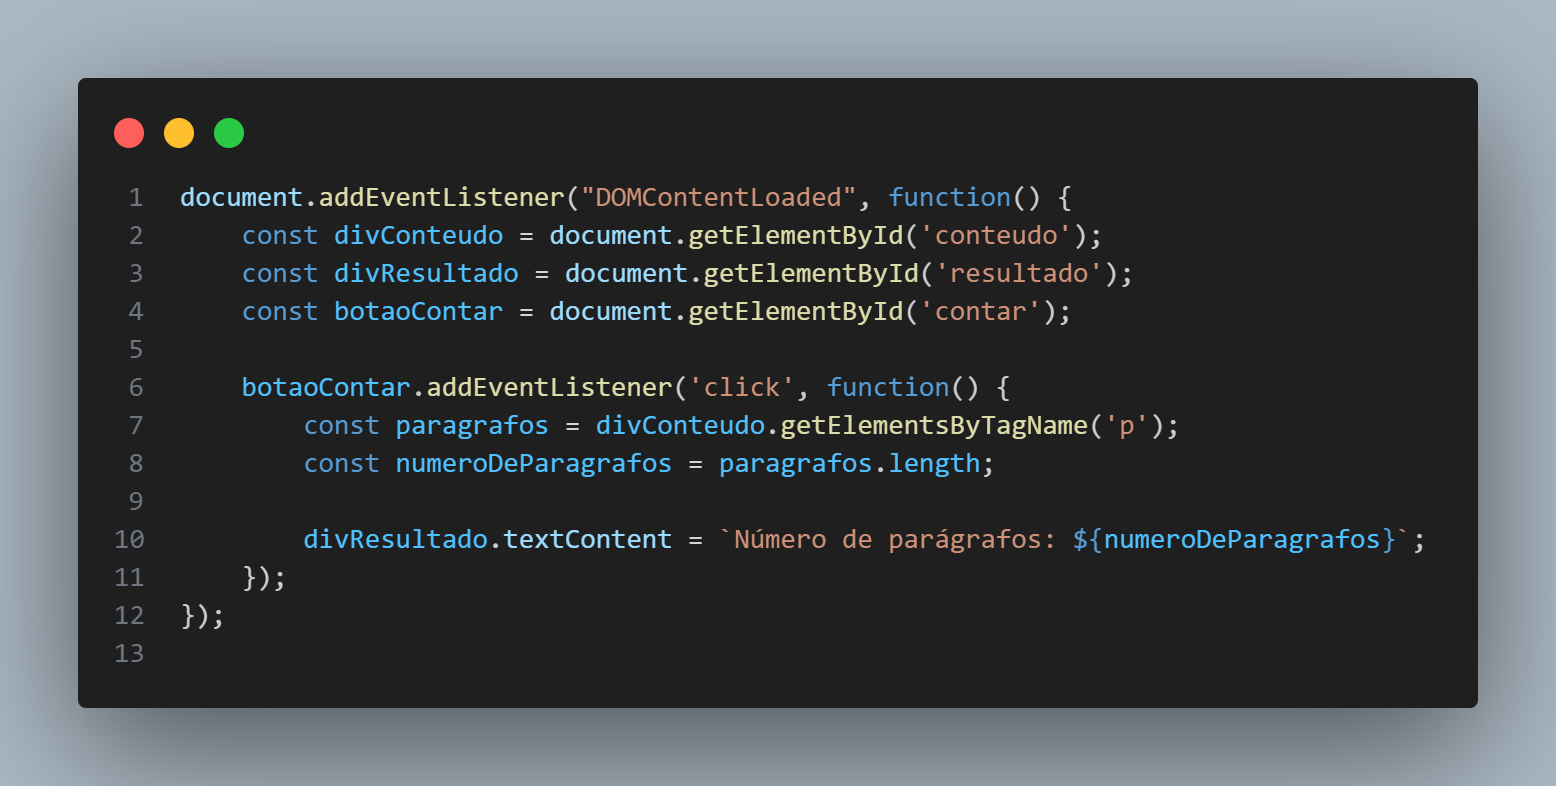 1 document.addEventListener("DOMContentLoaded", function() {
2     const divConteudo = document.getElementById('conteudo');
3     const divResultado = document.getElementById('resultado');
4     const botaoContar = document.getElementById('contar');
5
6     botaoContar.addEventListener('click', function() {
7         const paragrafos = divConteudo.getElementsByTagName('p');
8         const numeroDeParagrafos = paragrafos.length;
9
10         divResultado.textContent = `Número de parágrafos: ${numeroDeParagrafos}`;
11     });
12 });
13